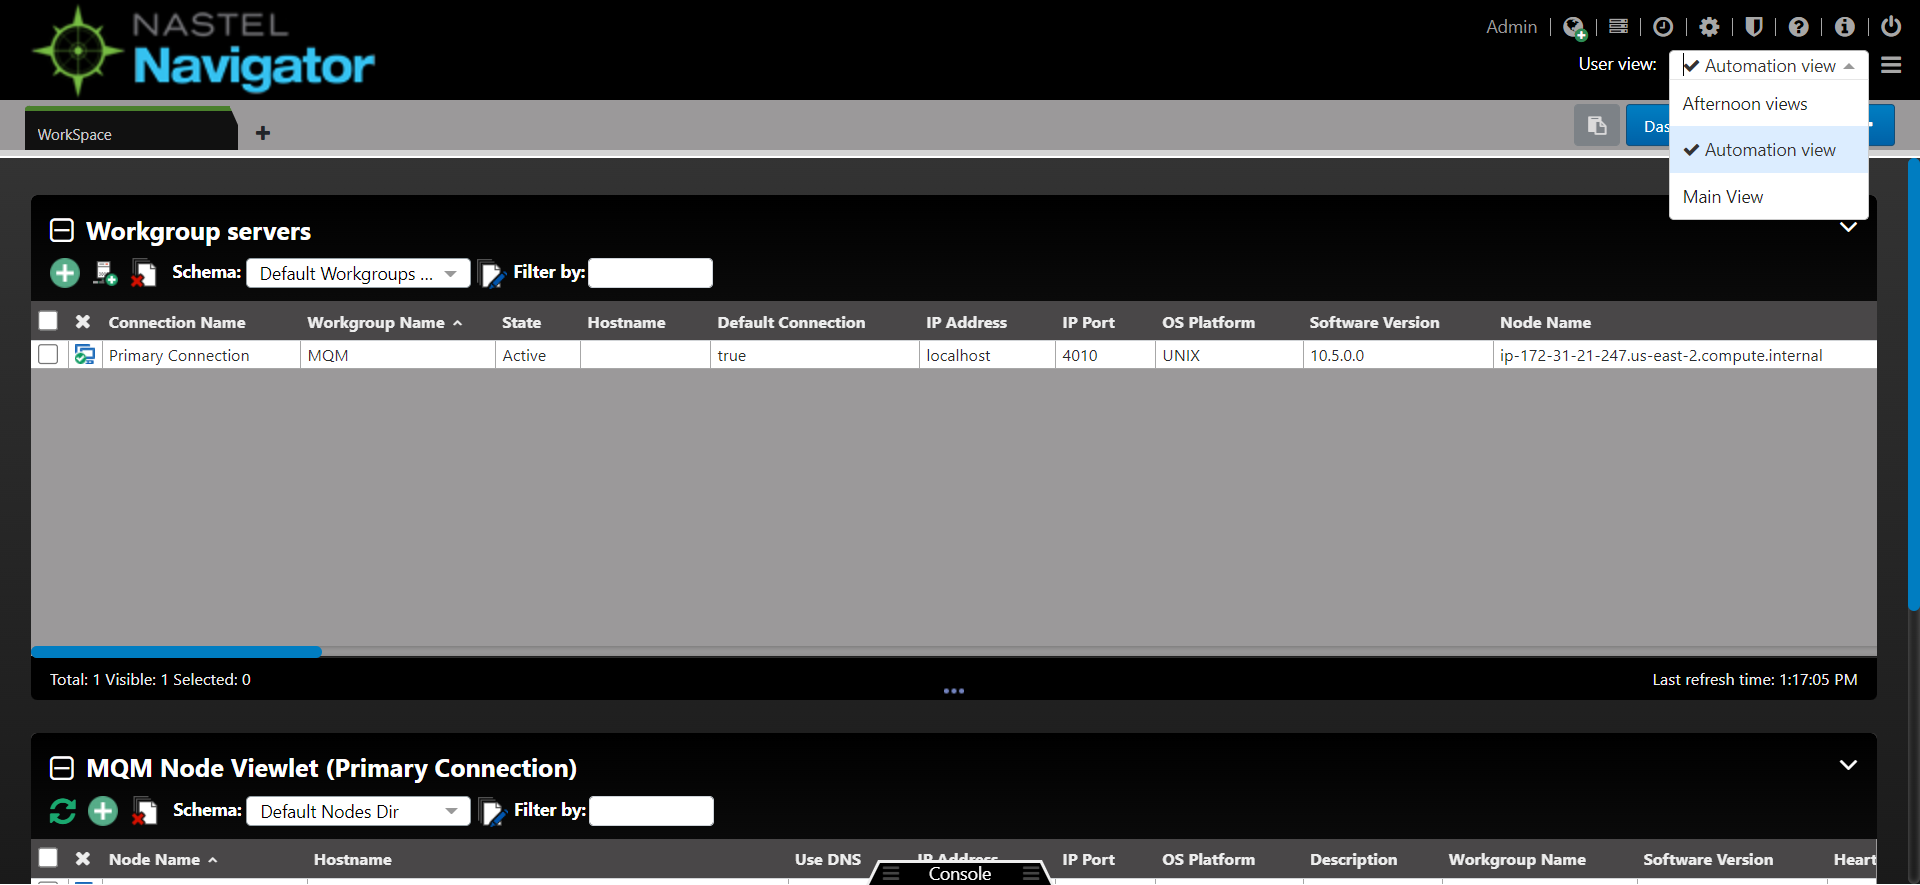 NASTEL
Navigator
Admin
User view: Automation view
Afternoon views
Automation view
Main View
WorkSpace
Das
Workgroup servers
Schema: Default Workgroups ... Filter by:
Connection Name Workgroup Name State Hostname Default Connection IP Address IP Port OS Platform Software Version Node Name
Primary Connection MQM Active true localhost 4010 UNIX 10.5.0.0 ip-172-31-21-247.us-east-2.compute.internal
Total: 1 Visible: 1 Selected: 0
Last refresh time: 1:17:05 PM
MQM Node Viewlet (Primary Connection)
Schema: Default Nodes Dir Filter by:
Node Name Hostname Use DNS IP Address IP Port OS Platform Description Workgroup Name Software Version Heart
Console